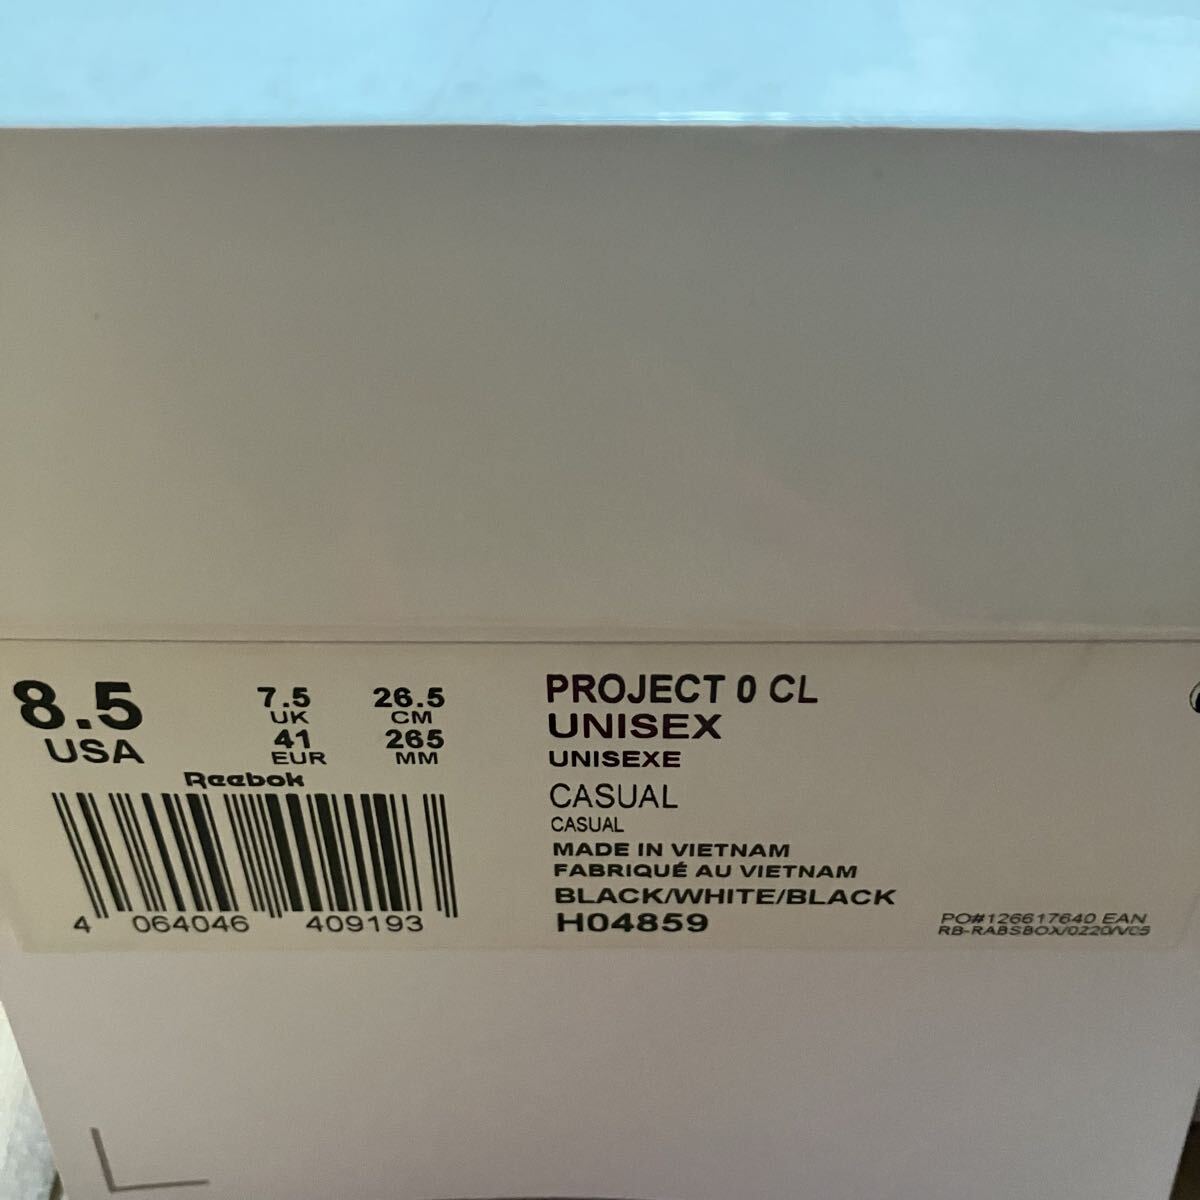 8.5
USA
7.5
UK
41
EUR
26.5
CM
265
MM
Reebok
4 064046 409193
PROJECT 0 CL
UNISEX
UNISEXE
CASUAL
CASUAL
MADE IN VIETNAM
FABRIQUÉ AU VIETNAM
BLACK/WHITE/BLACK
H04859
PO#126617640 EAN
RB-RABSBOX/0220/V05